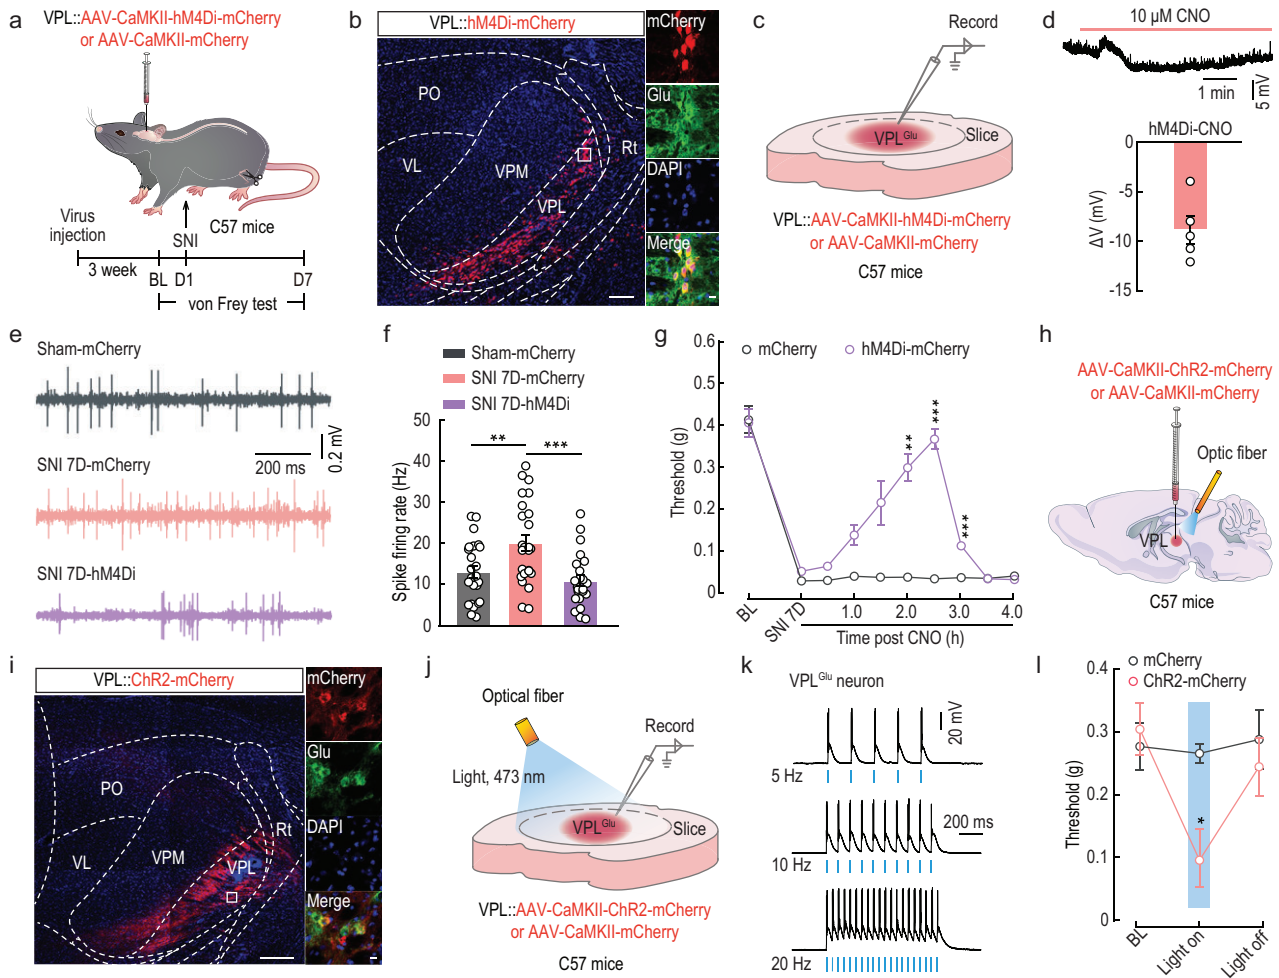 a
VPL::AAV-CaMKII-hM4Di-mCherry
or AAV-CaMKII-mCherry
Virus
injection
SNI
C57 mice
3 week
BL
D1
D7
von Frey test
b
VPL::hM4Di-mCherry
PO
VL
VPM
VPL
Rt
mCherry
Glu
DAPI
Merge
c
Record
VPLGlu
Slice
VPL::AAV-CaMKII-hM4Di-mCherry
or AAV-CaMKII-mCherry
C57 mice
d
10 µM CNO
1 min
5 mV
hM4Di-CNO
0
-5
-10
-15
ΔV (mV)
e
Sham-mCherry
200 ms
0.2 mV
SNI 7D-mCherry
SNI 7D-hM4Di
f
Sham-mCherry
SNI 7D-mCherry
SNI 7D-hM4Di
** ***
50
40
30
20
10
0
Spike firing rate (Hz)
g
mCherry
hM4Di-mCherry
0.6
0.5
0.4
0.3
0.2
0.1
0
Threshold (g)
**
***
***
BL
SNI 7D
1.0
2.0
3.0
4.0
Time post CNO (h)
h
AAV-CaMKII-ChR2-mCherry
or AAV-CaMKII-mCherry
Optic fiber
VPL
C57 mice
i
VPL::ChR2-mCherry
PO
VL
VPM
VPL
Rt
mCherry
Glu
DAPI
Merge
j
Optical fiber
Record
Light, 473 nm
VPLGlu
Slice
VPL::AAV-CaMKII-ChR2-mCherry
or AAV-CaMKII-mCherry
C57 mice
k
VPLGlu neuron
20 mV
5 Hz
200 ms
10 Hz
20 Hz
l
mCherry
ChR2-mCherry
0.4
0.3
0.2
0.1
0
Threshold (g)
*
BL
Light on
Light off